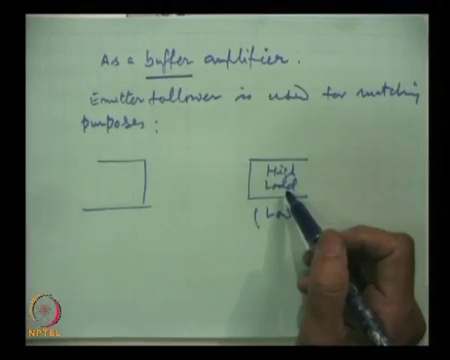 As a buffer amplifier.
Emitter follower is used for matching
purposes:
High
Load
(Low
NPTEL